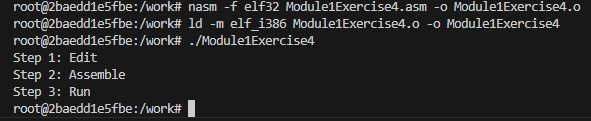 root@2baedd1e5fbe:/work# nasm -f elf32 Module1Exercise4.asm -o Module1Exercise4.o
root@2baedd1e5fbe:/work# ld -m elf_i386 Module1Exercise4.o -o Module1Exercise4
root@2baedd1e5fbe:/work# ./Module1Exercise4
Step 1: Edit
Step 2: Assemble
Step 3: Run
root@2baedd1e5fbe:/work#